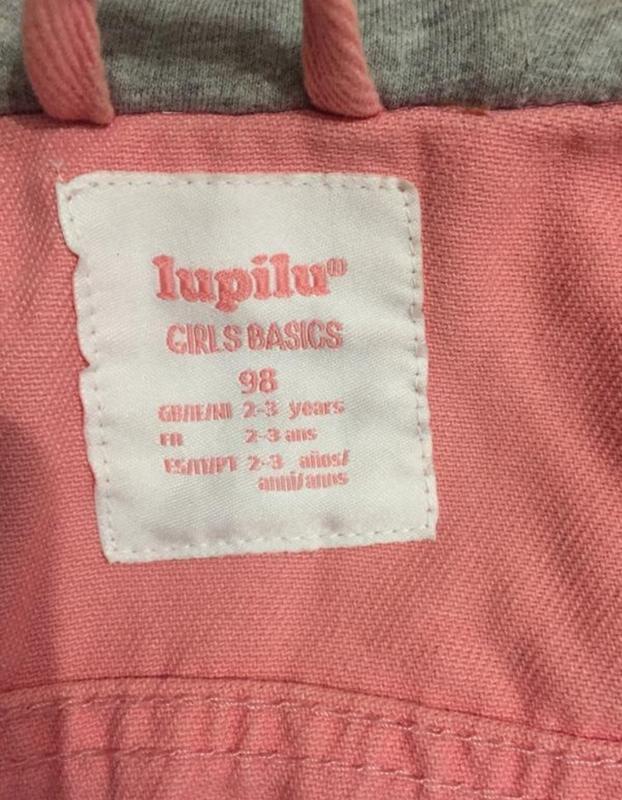 lupilu®
GIRLS BASICS
98
GB/IE/NI 2-3 years
FR 2-3 ans
ES/IT/PT 2-3 años/
anni/anos